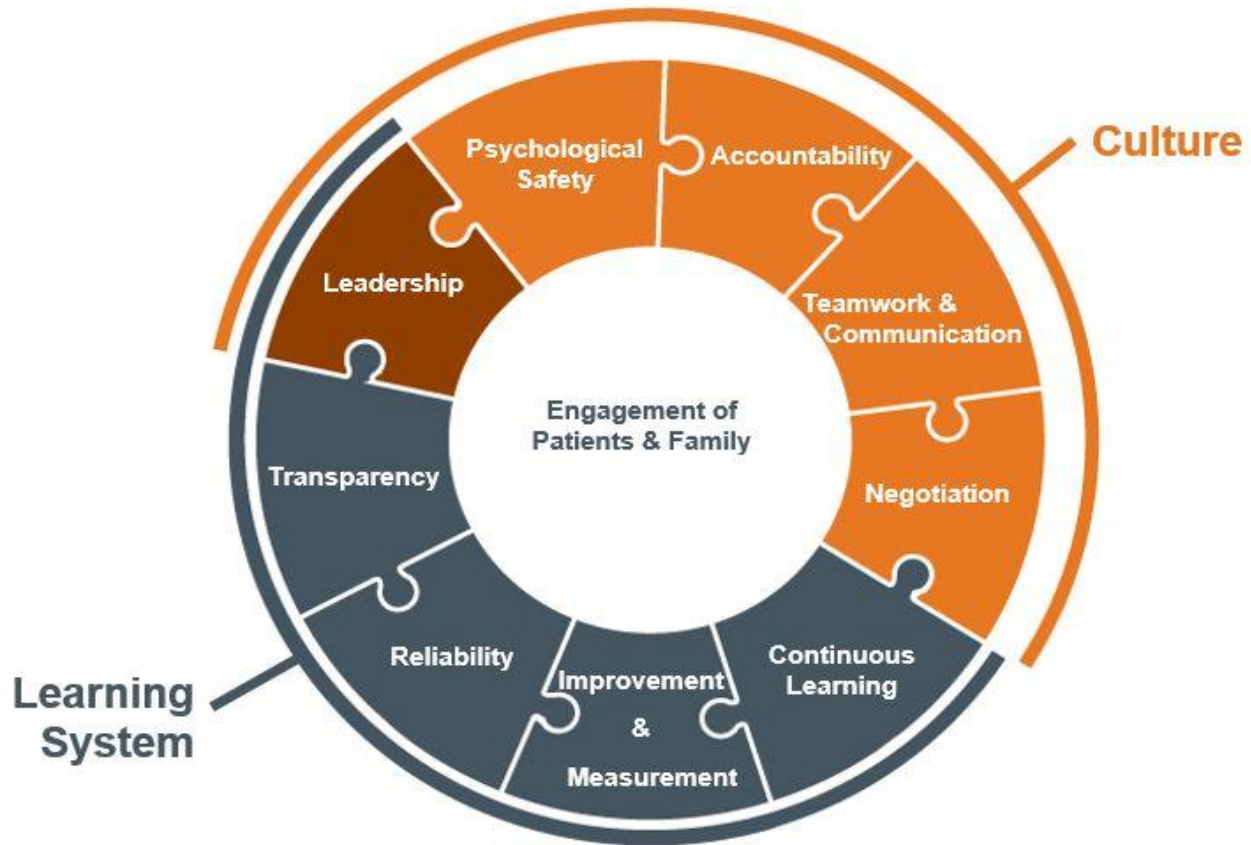 Psychological
Safety
Accountability
Culture
Leadership
Teamwork &
Communication
Engagement of
Patients & Family
Transparency
Negotiation
Reliability
Improvement
&
Measurement
Continuous
Learning
Learning
System